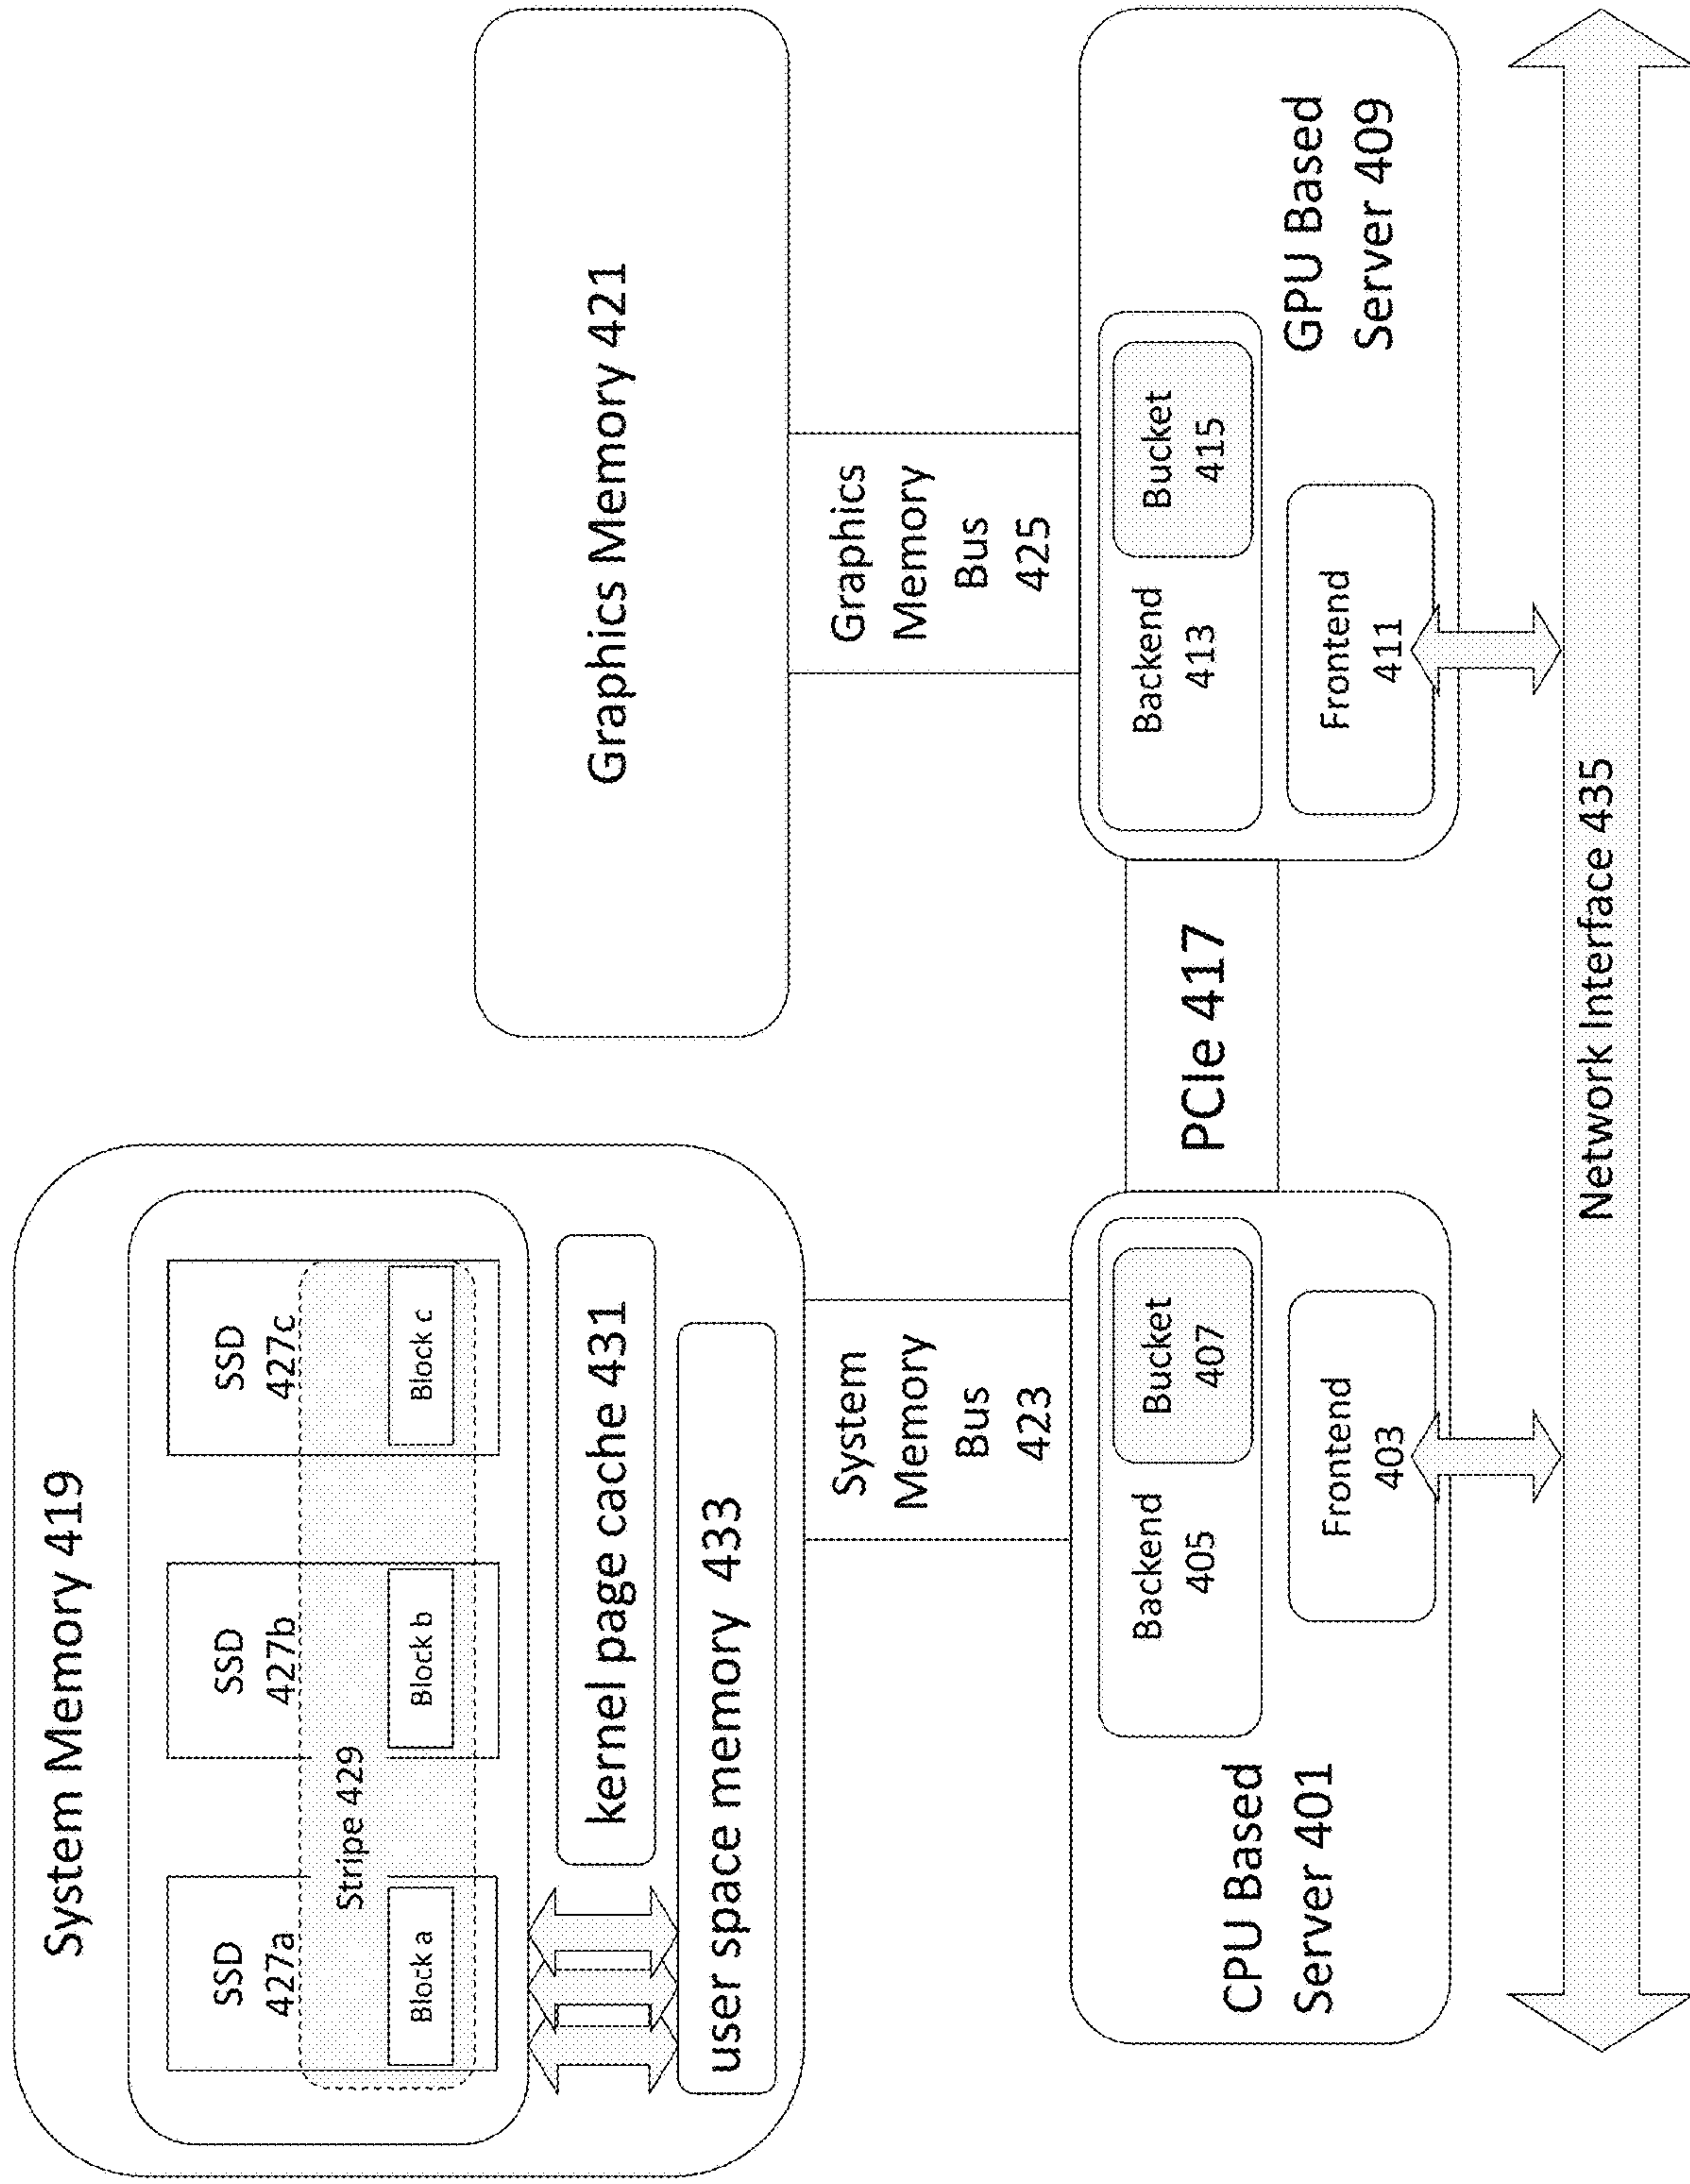 System Memory 419
SSD
427a
SSD
427b
SSD
427c
Stripe 429
Block a
Block b
Block c
kernel page cache 431
user space memory 433
Graphics Memory 421
System
Memory
Bus
423
Graphics
Memory
Bus
425
CPU Based
Server 401
Backend
405
Bucket
407
Frontend
403
PCIe 417
Backend
413
Bucket
415
Frontend
411
GPU Based
Server 409
Network Interface 435